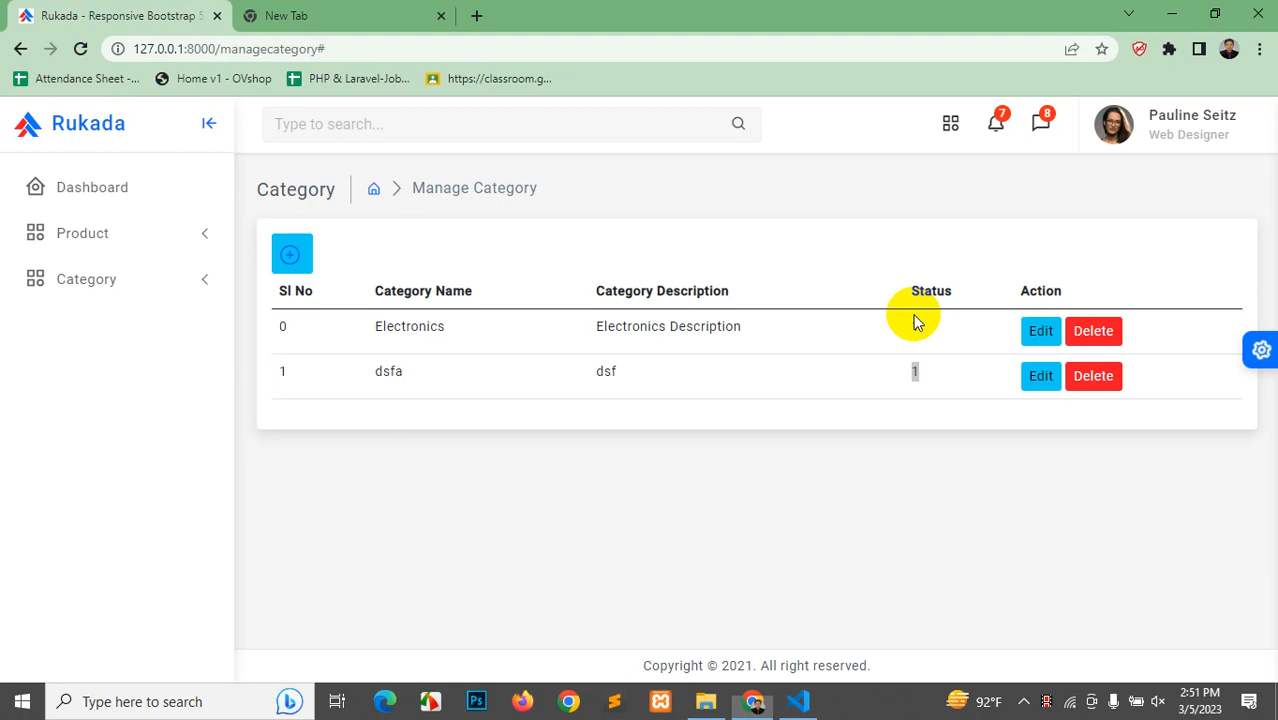 Rukada - Responsive Bootstrap 5
New Tab
127.0.0.1:8000/managecategory#
Attendance Sheet -...
Home v1 - OVshop
PHP & Laravel-Job...
https://classroom.g...
Rukada
Type to search...
7
8
Pauline Seitz
Web Designer
Dashboard
Product
Category
Category
Manage Category
Sl No Category Name Category Description Status Action
0 Electronics Electronics Description Edit Delete
1 dsfa dsf 1 Edit Delete
Copyright © 2021. All right reserved.
Type here to search
Ps
92°F
2:51 PM
3/5/2023